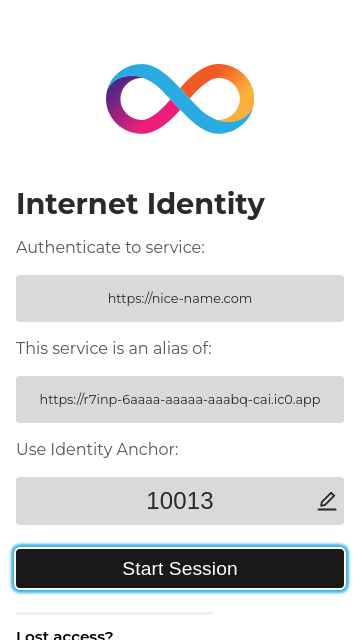 Internet Identity
Authenticate to service:
https://nice-name.com
This service is an alias of:
https://r7inp-6aaaa-aaaaa-aaabq-cai.ic0.app
Use Identity Anchor:
10013
Start Session
Lost access?